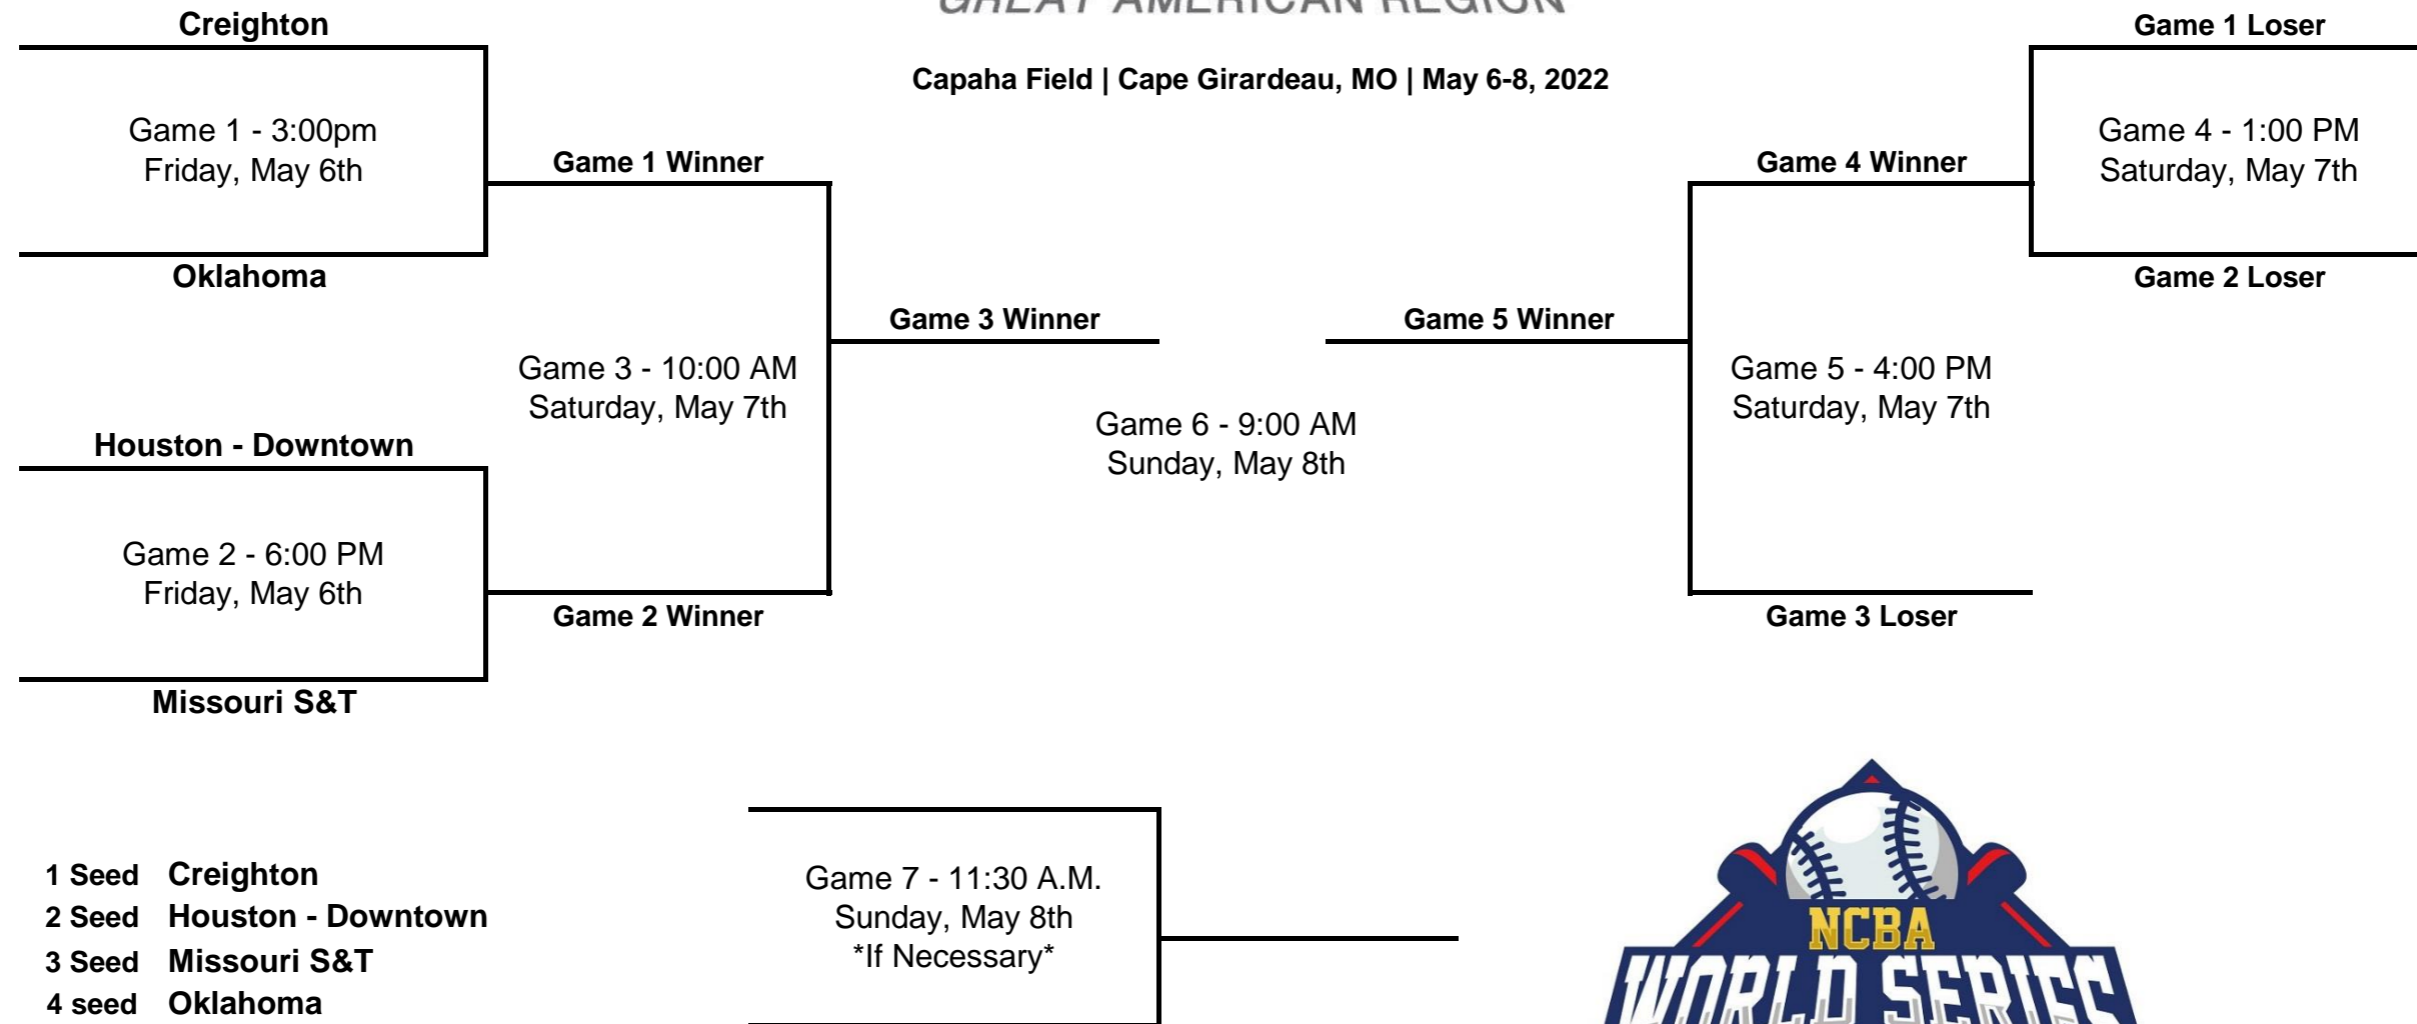 GREAT AMERICAN REGION
Creighton
Game 1 Loser
Capaha Field | Cape Girardeau, MO | May 6-8, 2022
Game 1 - 3:00pm
Friday, May 6th
Game 4 - 1:00 PM
Saturday, May 7th
Game 1 Winner
Game 4 Winner
Oklahoma
Game 2 Loser
Game 3 Winner
Game 5 Winner
Game 3 - 10:00 AM
Saturday, May 7th
Game 5 - 4:00 PM
Saturday, May 7th
Game 6 - 9:00 AM
Sunday, May 8th
Houston - Downtown
Game 2 - 6:00 PM
Friday, May 6th
Game 2 Winner
Game 3 Loser
Missouri S&T
1 Seed Creighton
2 Seed Houston - Downtown
3 Seed Missouri S&T
4 seed Oklahoma
Game 7 - 11:30 A.M.
Sunday, May 8th
*If Necessary*
NCBA
WORLD SERIES